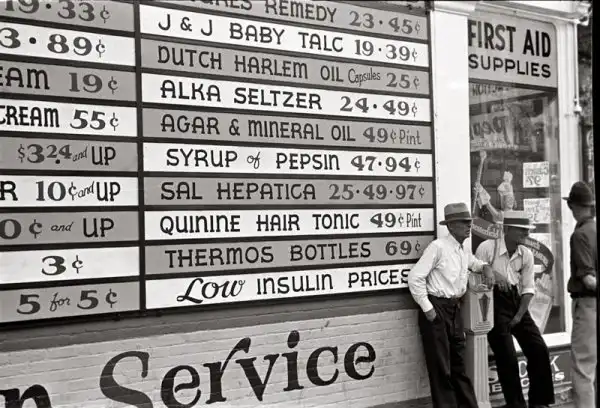 19·33¢
3·89¢
EAM 19¢
CREAM 55¢
$3.24 and UP
R 10¢ and UP
0¢ and UP
3¢
5 for 5¢
REMEDY 23·45¢
J & J BABY TALC 19·39¢
DUTCH HARLEM OIL Capsules 25¢
ALKA SELTZER 24·49¢
AGAR & MINERAL OIL 49¢ Pint
SYRUP of PEPSIN 47·94¢
SAL HEPATICA 25·49·97¢
QUININE HAIR TONIC 49¢ Pint
THERMOS BOTTLES 69¢
Low INSULIN PRICES
n Service
FIRST AID
SUPPLIES